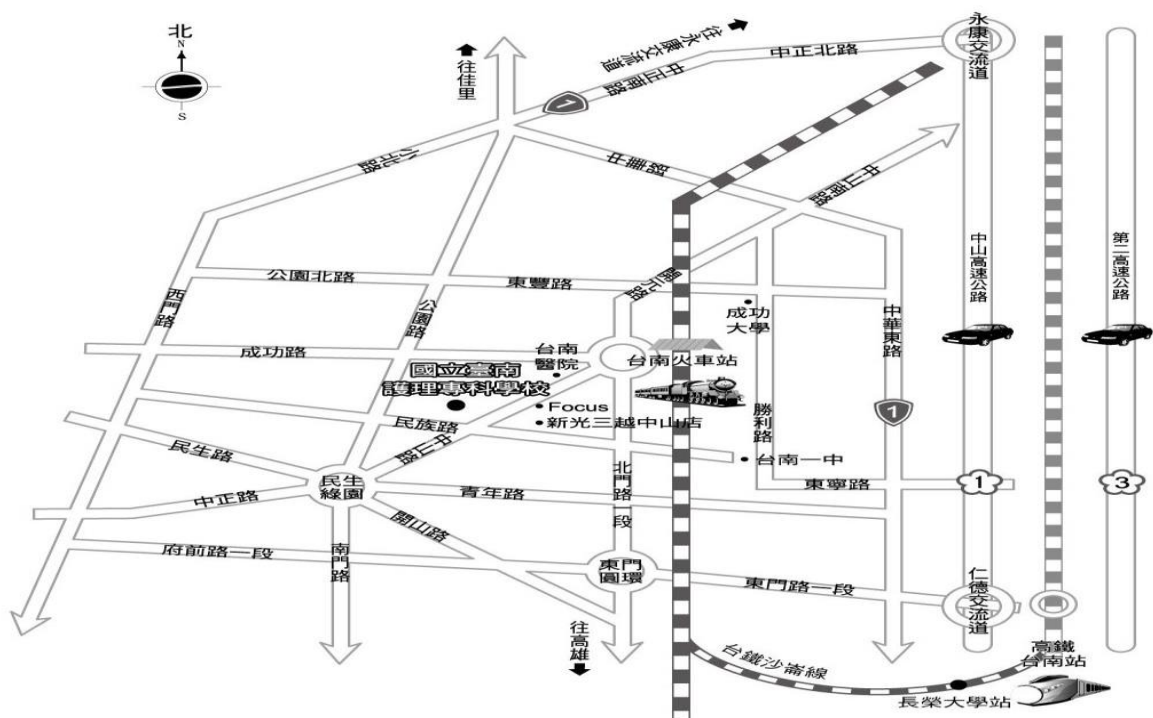 北
N
S
往佳里
往永康交流道
中正南路
1
中正北路
永康交流道
小北路
中華路
中山南路
中山高速公路
第二高速公路
公園北路
東豐路
開元路
西門路
公園路
成功大學
中華東路
成功路
台南醫院
台南火車站
國立臺南
護理專科學校
Focus
新光三越中山店
勝利路
1
民族路
中山路
民生路
台南一中
北門路一段
民生綠園
中正路
青年路
東寧路
1
3
開山路
府前路一段
南門路
東門圓環
東門路一段
仁德交流道
往高雄
台鐵沙崙線
高鐵
台南站
長榮大學站